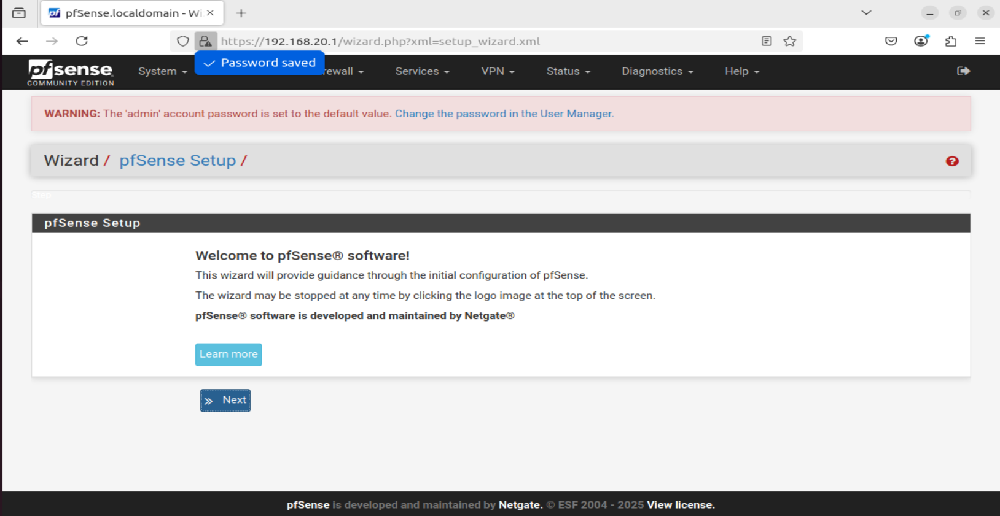 pfSense.localdomain - Wi
https://192.168.20.1/wizard.php?xml=setup_wizard.xml
Password saved
pfsense
COMMUNITY EDITION
System
rewall
Services
VPN
Status
Diagnostics
Help
WARNING: The 'admin' account password is set to the default value. Change the password in the User Manager.
Wizard / pfSense Setup /
Step
pfSense Setup
Welcome to pfSense® software!
This wizard will provide guidance through the initial configuration of pfSense.
The wizard may be stopped at any time by clicking the logo image at the top of the screen.
pfSense® software is developed and maintained by Netgate®
Learn more
Next
pfSense is developed and maintained by Netgate. © ESF 2004 - 2025 View license.